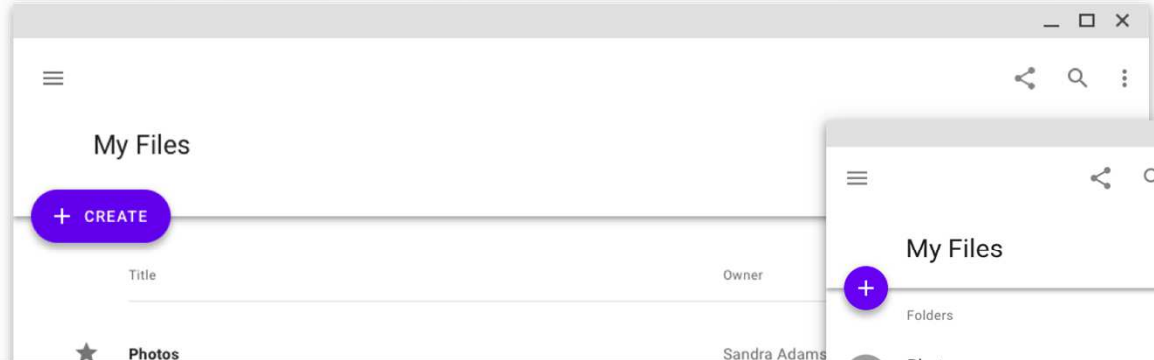 My Files
+ CREATE
Title Owner
Photos Sandra Adams
My Files
+
Folders